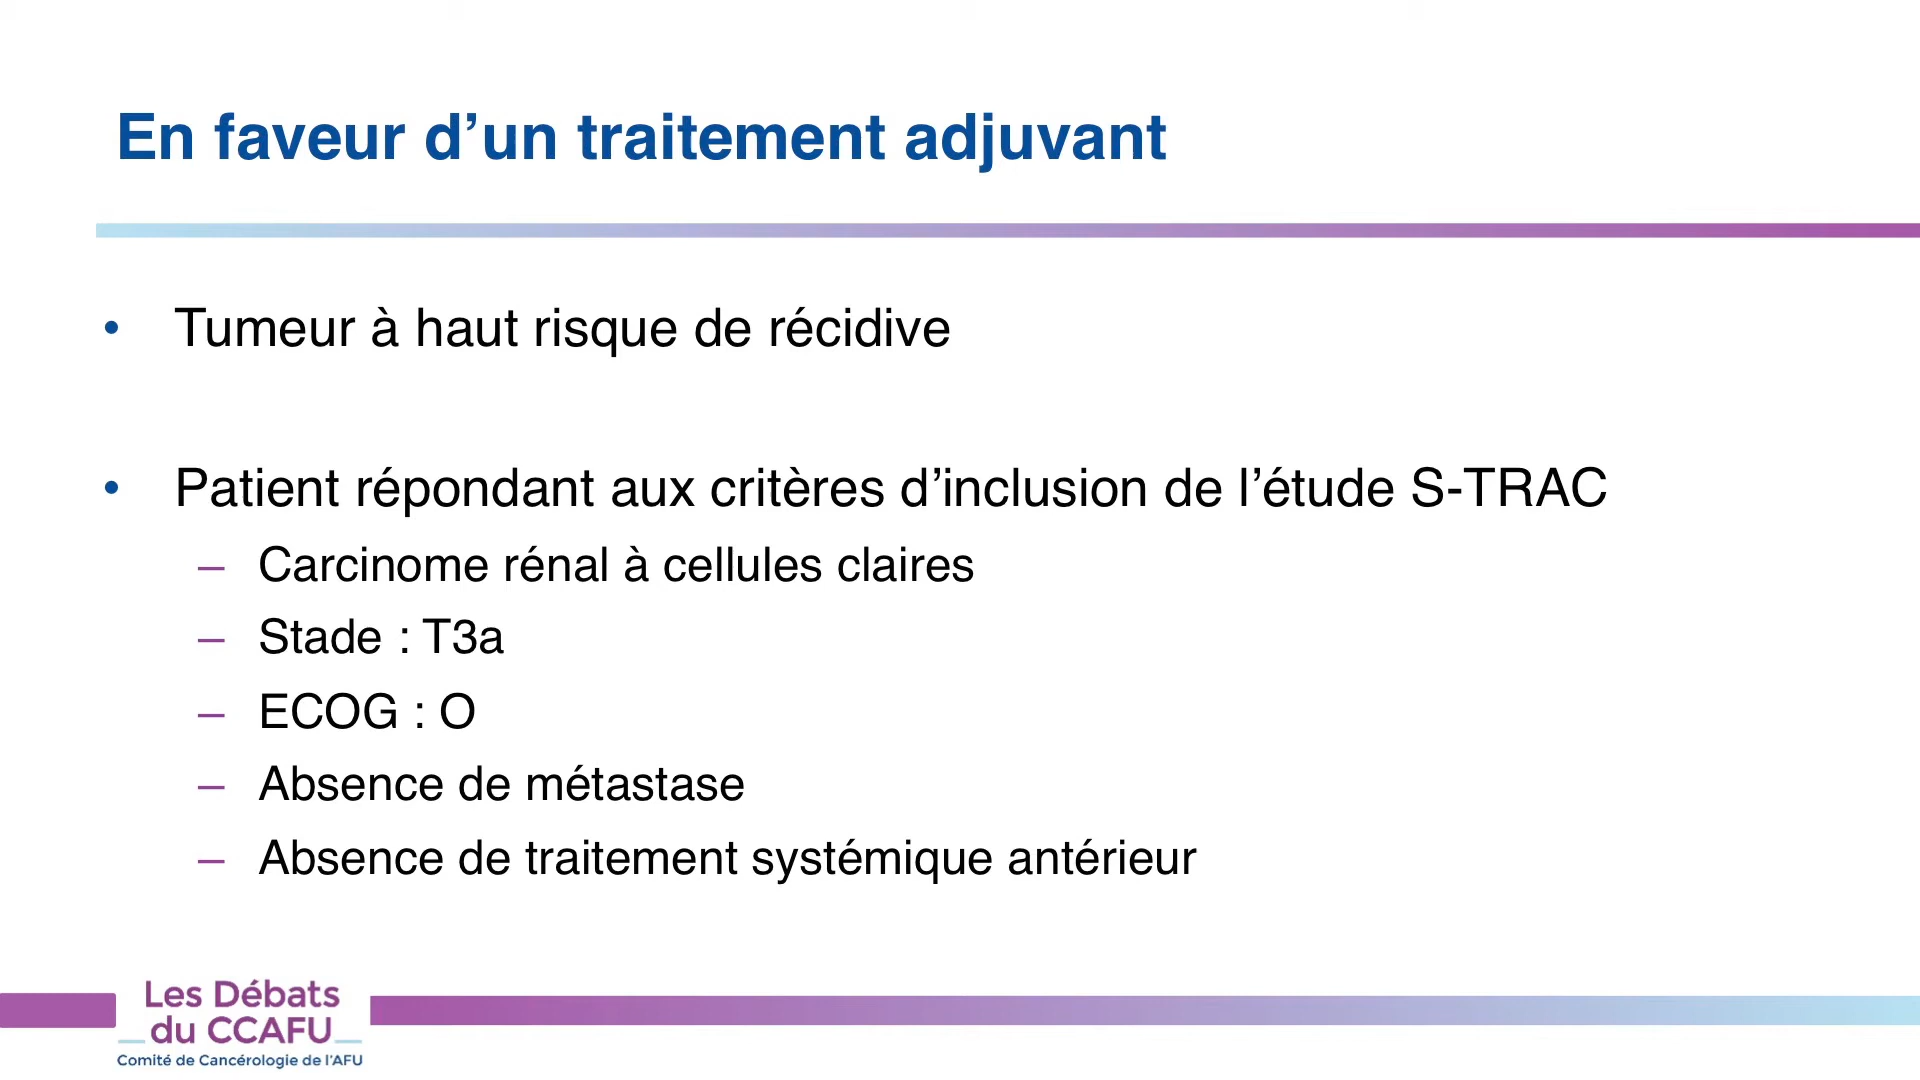 En faveur d’un traitement adjuvant
• Tumeur à haut risque de récidive
• Patient répondant aux critères d’inclusion de l’étude S-TRAC
– Carcinome rénal à cellules claires
– Stade : T3a
– ECOG : O
– Absence de métastase
– Absence de traitement systémique antérieur
Les Débats
du CCAFU
Comité de Cancérologie de l’AFU